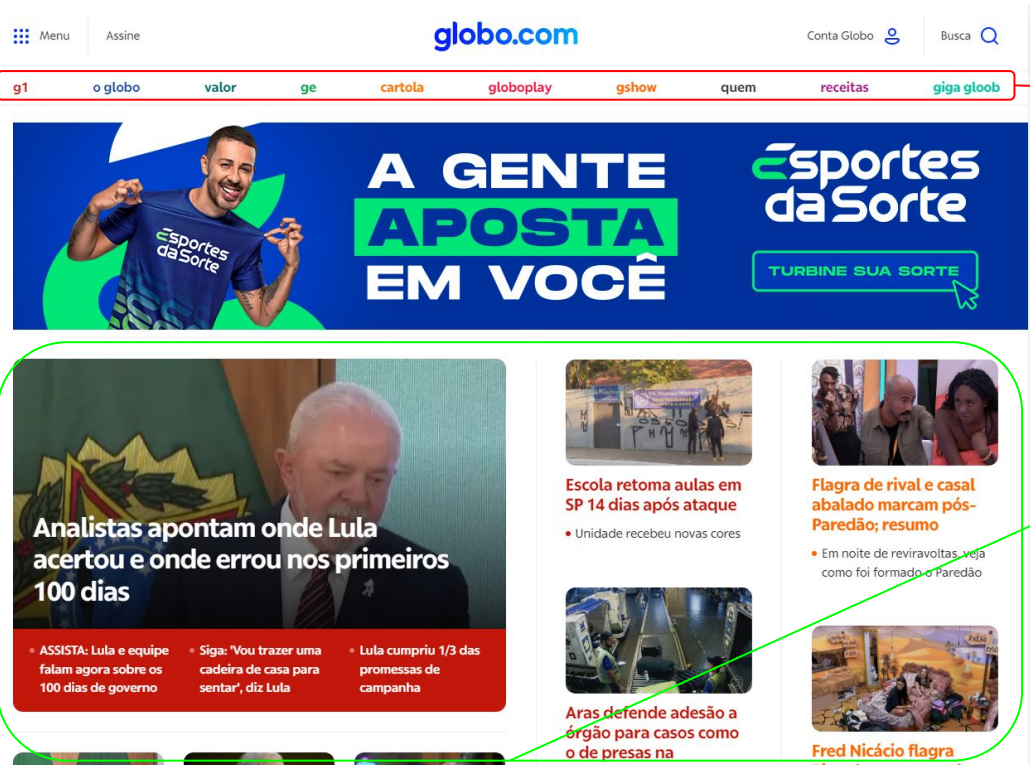 Menu
Assine
globo.com
Conta Globo
Busca
g1 o globo valor ge cartola globoplay gshow quem receitas giga gloob
A GENTE
APOSTA
EM VOCÊ
Esportes
da Sorte
TURBINE SUA SORTE
Esportes
da Sorte
Analistas apontam onde Lula
acertou e onde errou nos primeiros
100 dias
ASSISTA: Lula e equipe
falam agora sobre os
100 dias de governo
Siga: 'Vou trazer uma
cadeira de casa para
sentar', diz Lula
Lula cumpriu 1/3 das
promessas de
campanha
Escola retoma aulas em
SP 14 dias após ataque
Unidade recebeu novas cores
Aras defende adesão a
órgão para casos como
o de presas na
Flagra de rival e casal
abalado marcam pós-
Paredão; resumo
Em noite de reviravoltas, veja
como foi formado o Paredão
Fred Nicácio flagra